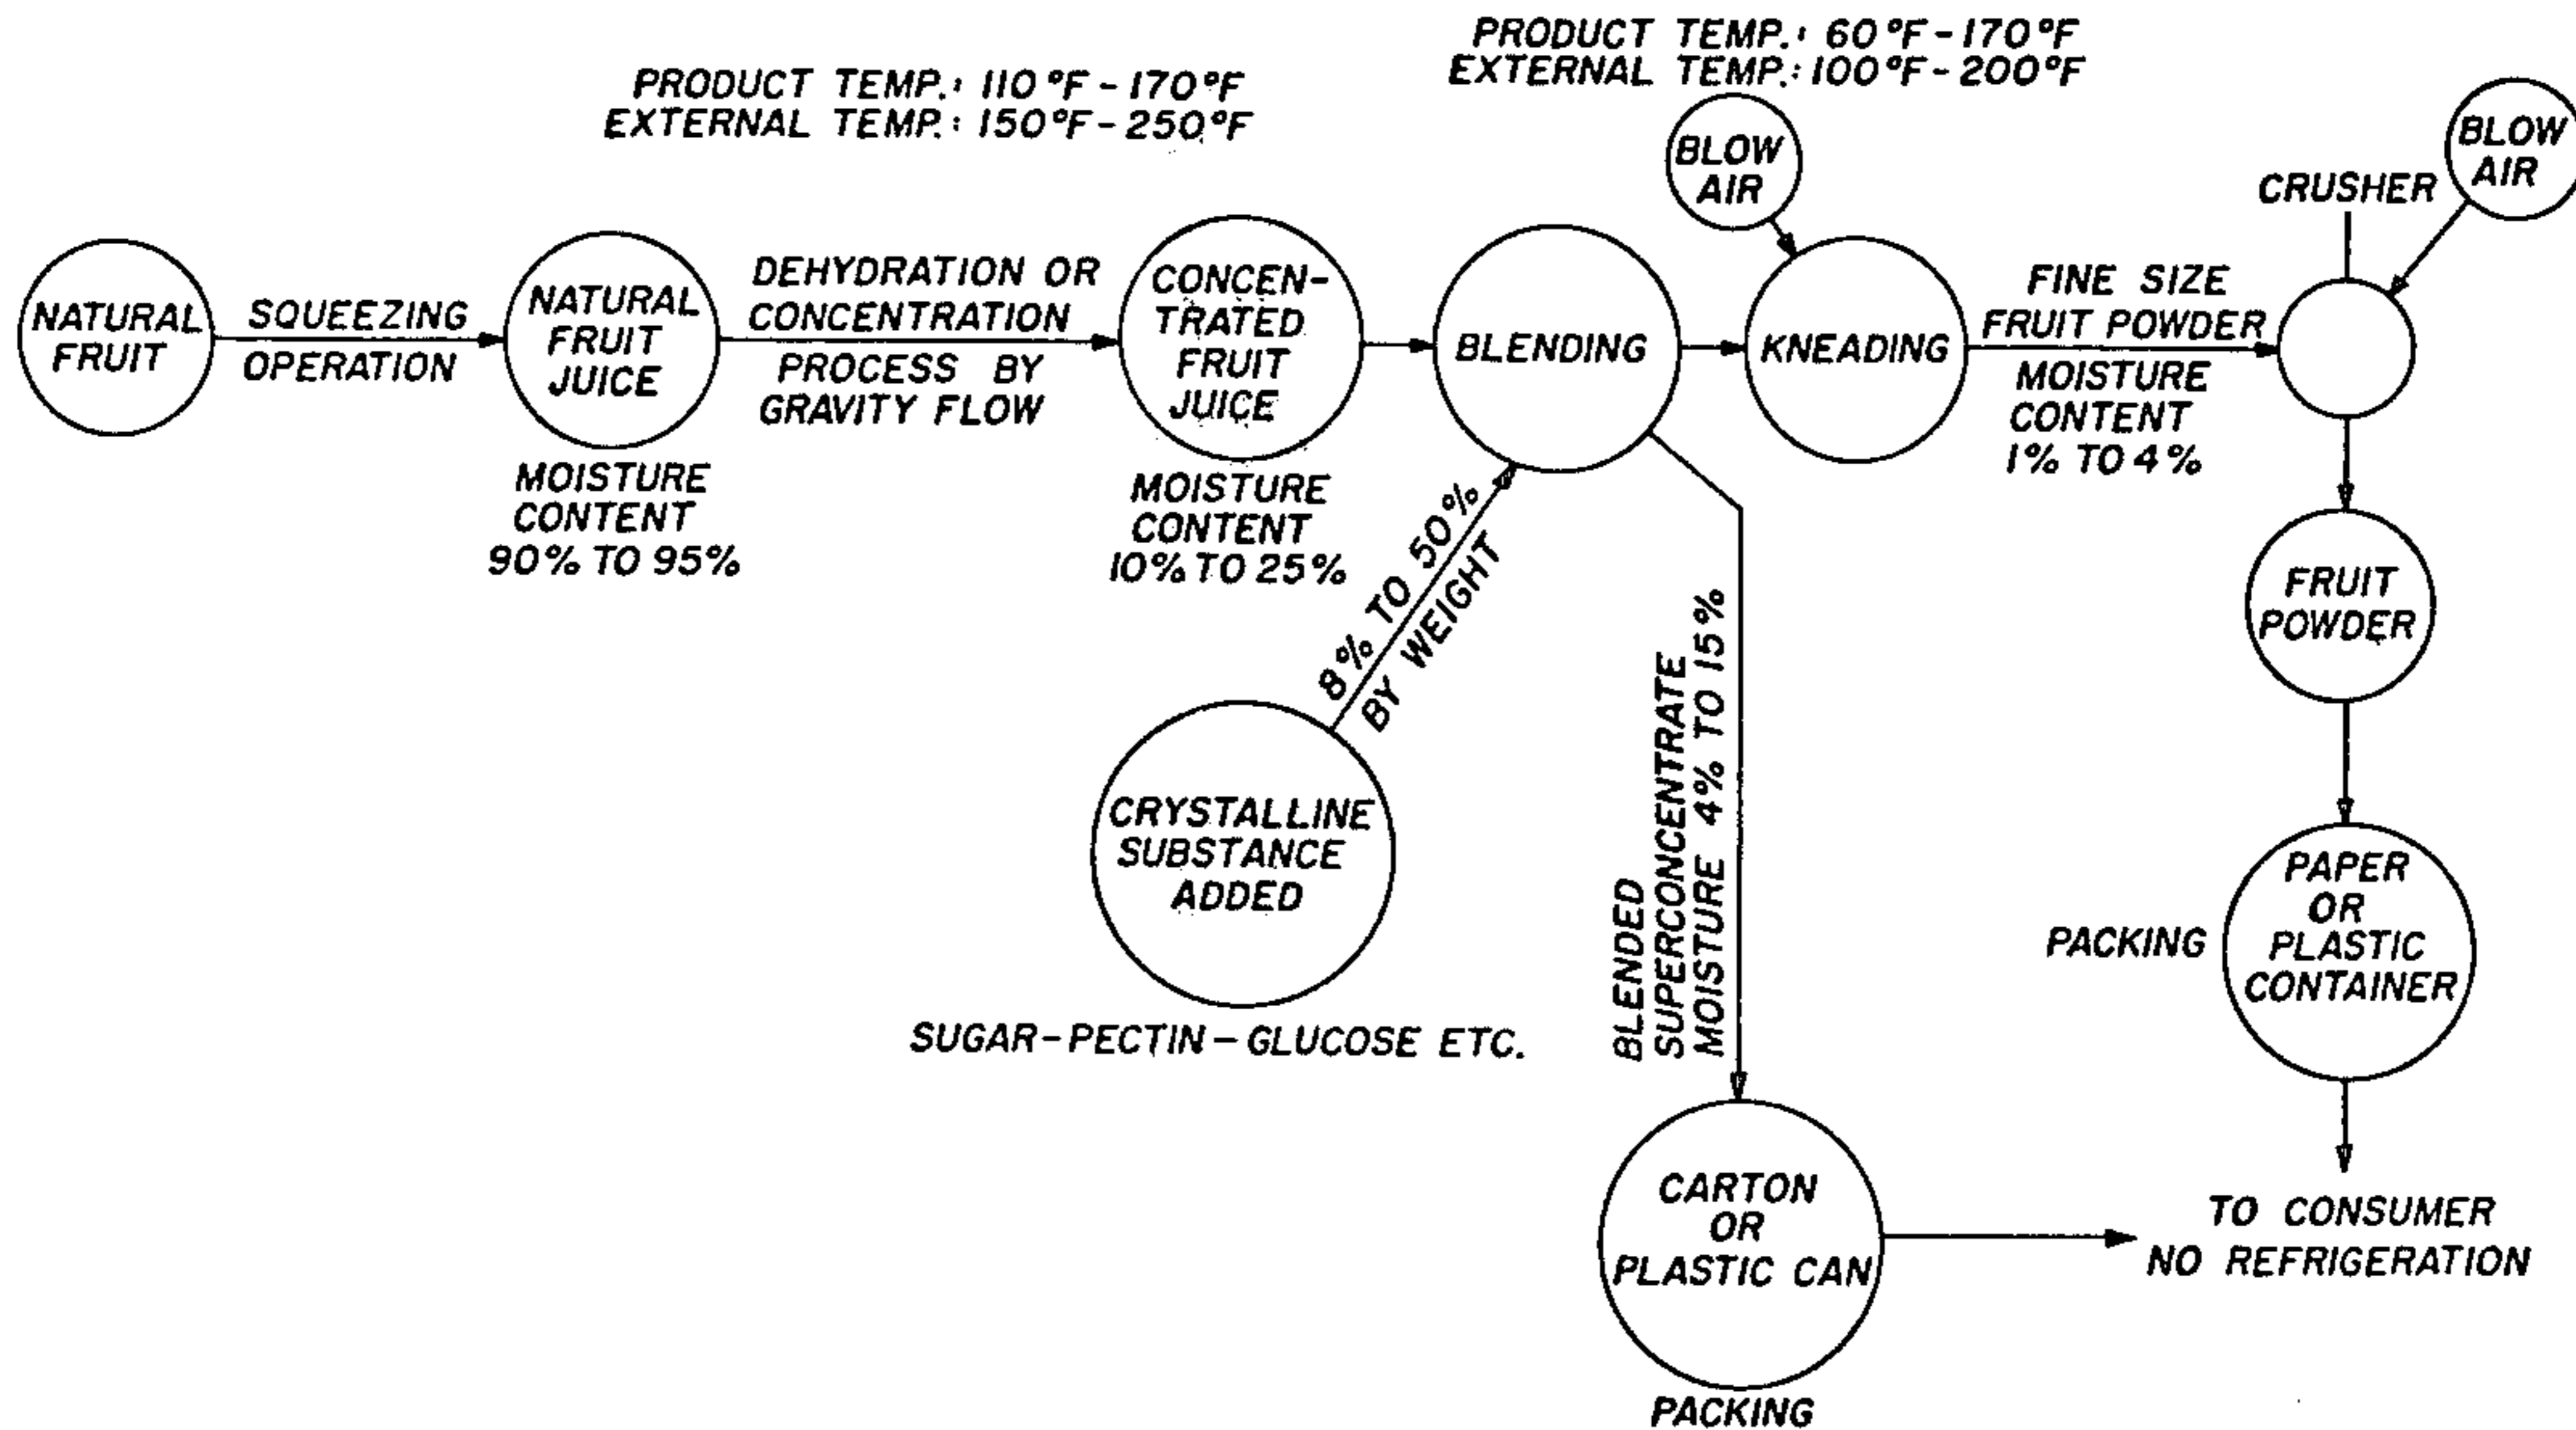 PRODUCT TEMP.: 110°F-170°F
EXTERNAL TEMP.: 150°F-250°F
PRODUCT TEMP.: 60°F-170°F
EXTERNAL TEMP.: 100°F-200°F
BLOW
AIR
BLOW
AIR
CRUSHER
NATURAL
FRUIT
SQUEEZING
OPERATION
NATURAL
FRUIT
JUICE
MOISTURE
CONTENT
90% TO 95%
DEHYDRATION OR
CONCENTRATION
PROCESS BY
GRAVITY FLOW
CONCEN-
TRATED
FRUIT
JUICE
MOISTURE
CONTENT
10% TO 25%
BLENDING
KNEADING
FINE SIZE
FRUIT POWDER
MOISTURE
CONTENT
1% TO 4%
8% TO 50%
BY WEIGHT
CRYSTALLINE
SUBSTANCE
ADDED
SUGAR-PECTIN-GLUCOSE ETC.
BLENDED
SUPERCONCENTRATE
MOISTURE 4% TO 15%
FRUIT
POWDER
PACKING
PAPER
OR
PLASTIC
CONTAINER
CARTON
OR
PLASTIC CAN
PACKING
TO CONSUMER
NO REFRIGERATION